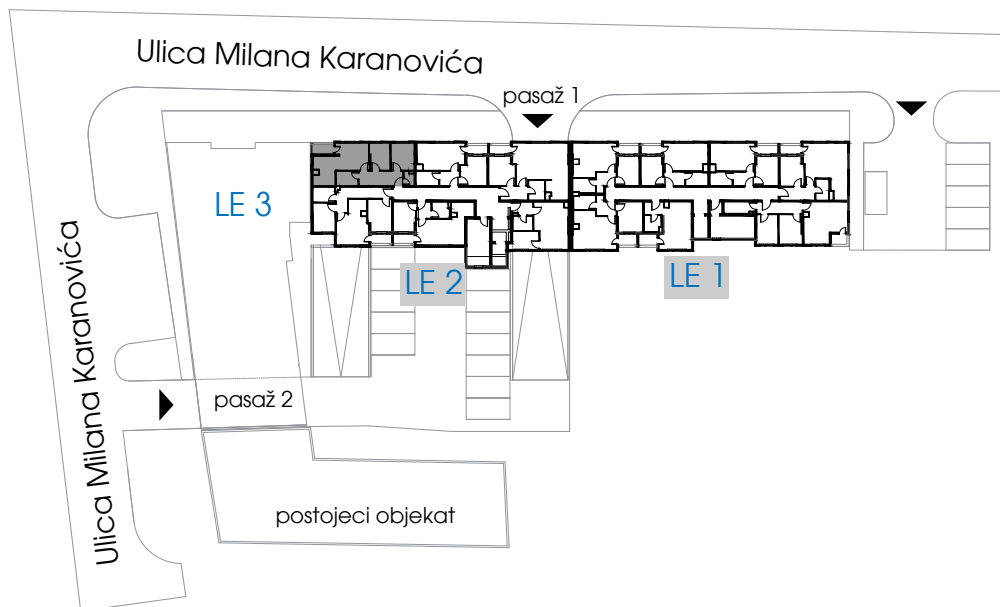 Ulica Milana Karanovića
pasaž 1
LE 3
LE 2
LE 1
Ulica Milana Karanovića
pasaž 2
postojeci objekat